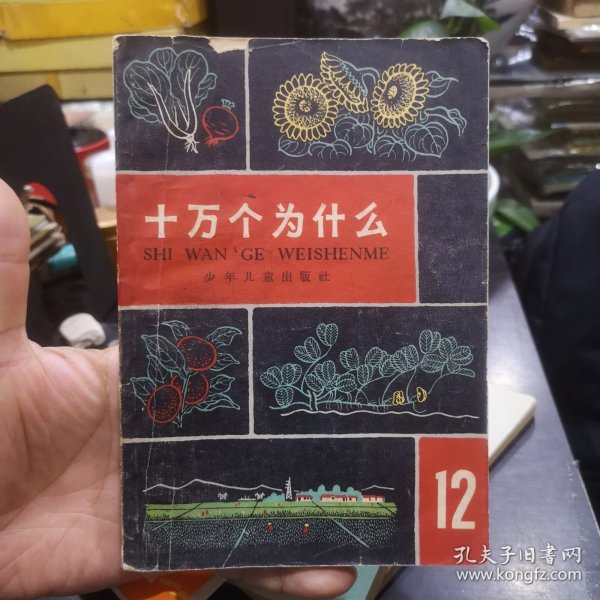 十万个为什么
SHI WAN GE WEISHENME
少年儿童出版社
12
孔夫子旧书网
www.kongfz.com